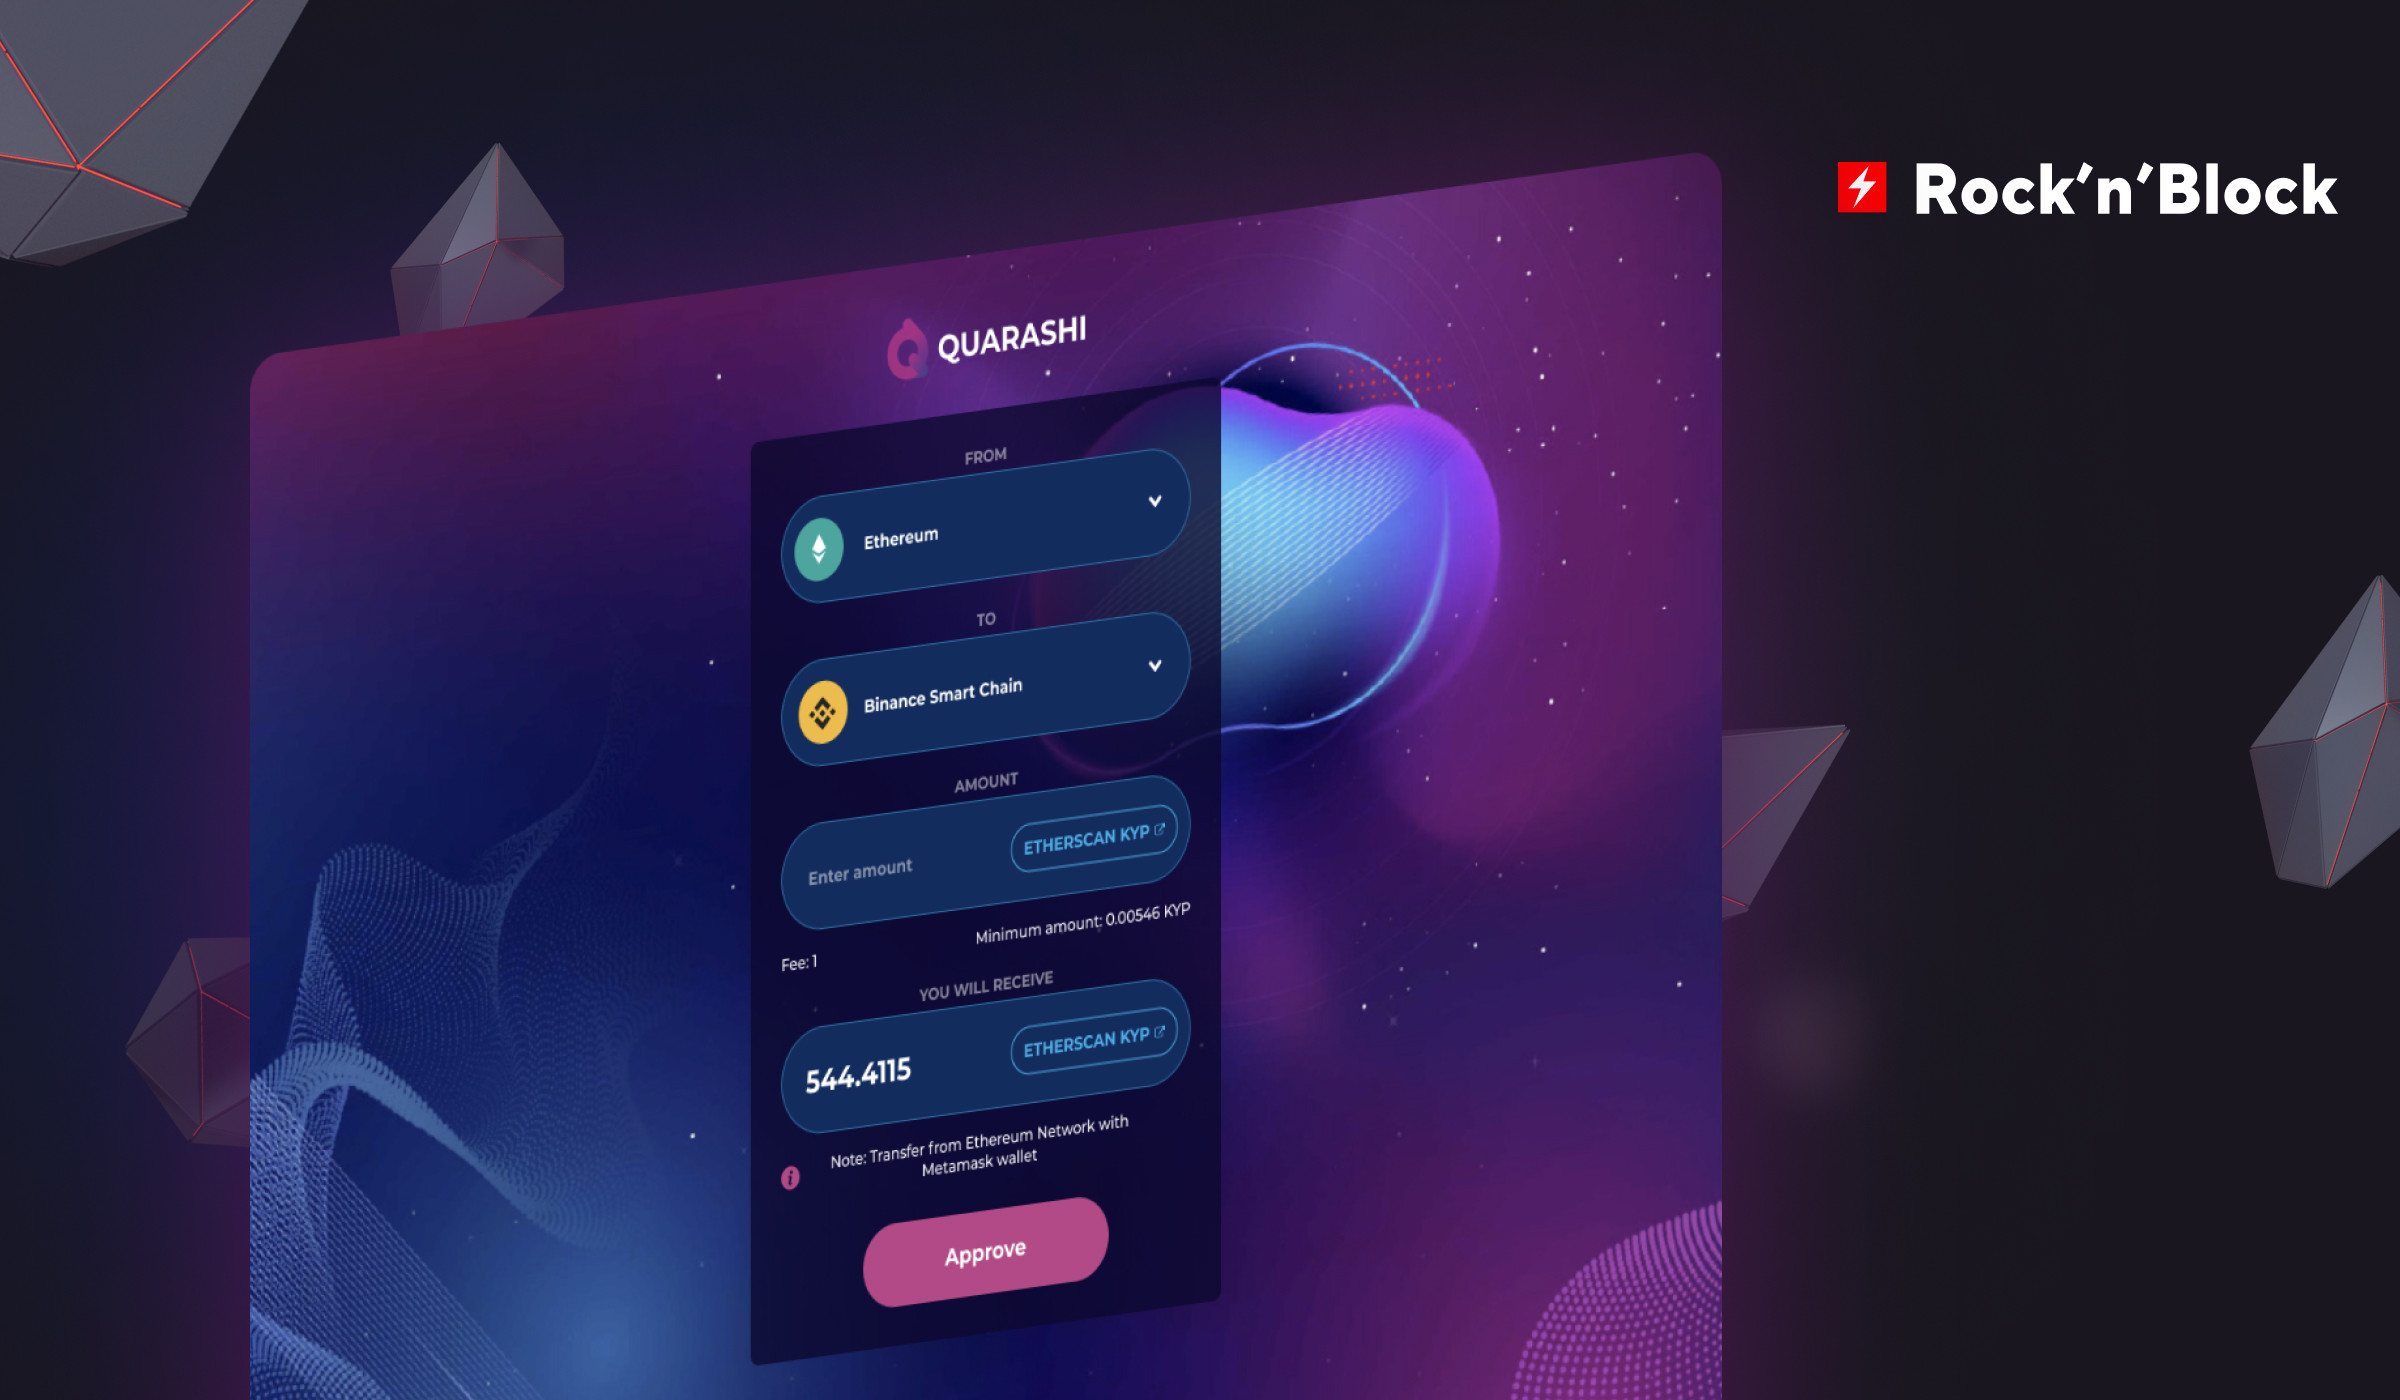 Rock'n'Block
QUARASHI
FROM
Ethereum
TO
Binance Smart Chain
AMOUNT
Enter amount
ETHERSCAN KYP
Minimum amount: 0.00546 KYP
Fee: 1
YOU WILL RECEIVE
544.4115
ETHERSCAN KYP
Note: Transfer from Ethereum Network with
Metamask wallet
Approve